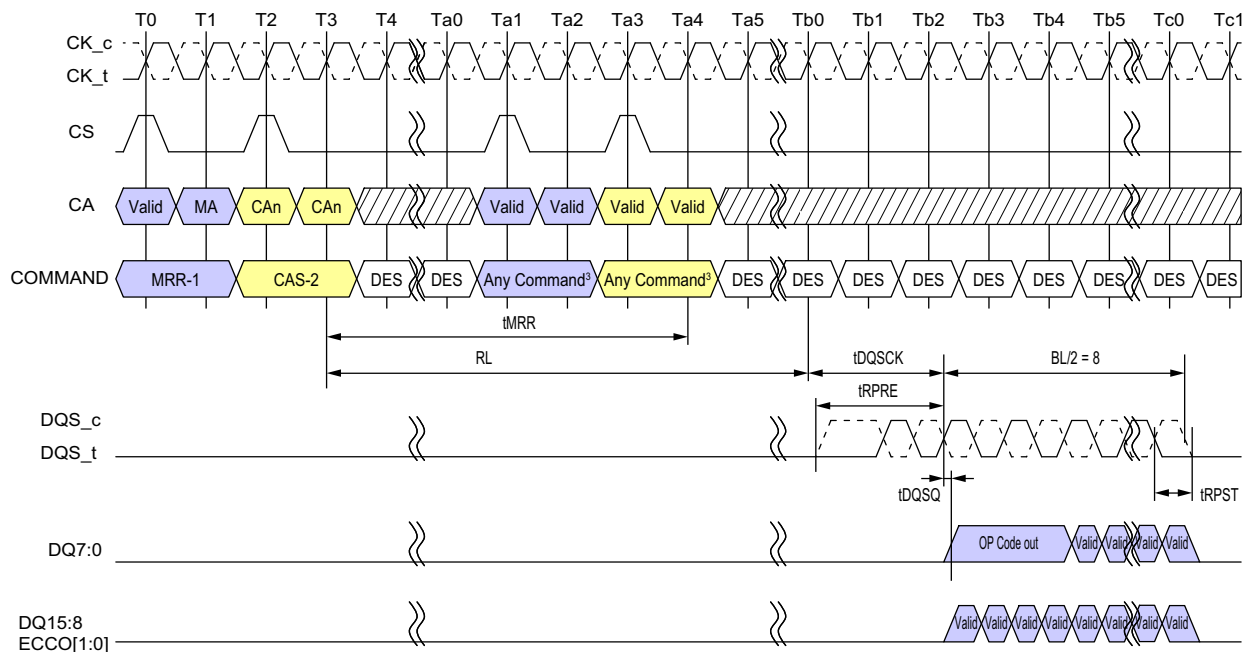 T0 T1 T2 T3 T4 Ta0 Ta1 Ta2 Ta3 Ta4 Ta5 Tb0 Tb1 Tb2 Tb3 Tb4 Tb5 Tc0 Tc1
CK_c
CK_t
CS
CA Valid MA CAn CAn Valid Valid Valid Valid
COMMAND MRR-1 CAS-2 DES DES Any Command³ Any Command³ DES DES DES DES DES DES DES DES DES
tMRR
RL tDQSCK BL/2 = 8
tRPRE
DQS_c
DQS_t
tDQSQ tRPST
DQ7:0 OP Code out Valid Valid Valid Valid
DQ15:8 Valid Valid Valid Valid Valid Valid Valid Valid
ECCO[1:0]